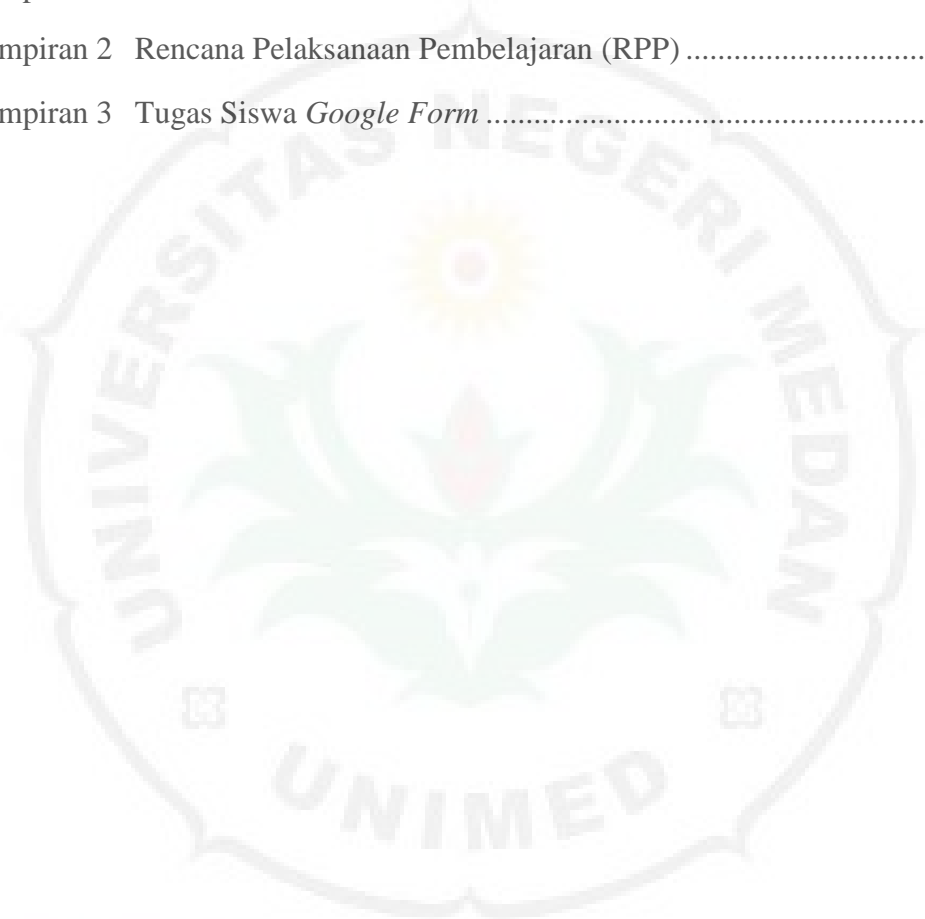 mpiran 2 Rencana Pelaksanaan Pembelajaran (RPP) ............................
mpiran 3 Tugas Siswa Google Form ......................................................
UNIVERSITAS NEGERI MEDAN
UNIMED